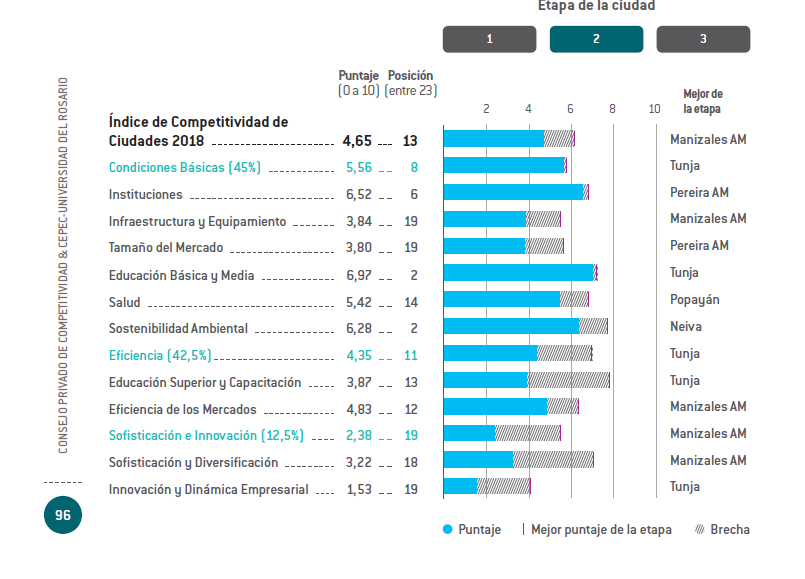 Etapa de la ciudad
1 2 3
Puntaje Posición
(0 a 10) (entre 23)
2 4 6 8 10
Mejor de
la etapa
Índice de Competitividad de
Ciudades 2018 4,65 13 Manizales AM
Condiciones Básicas (45%) 5,56 8 Tunja
Instituciones 6,52 6 Pereira AM
Infraestructura y Equipamiento 3,84 19 Manizales AM
Tamaño del Mercado 3,80 19 Pereira AM
Educación Básica y Media 6,97 2 Tunja
Salud 5,42 14 Popayán
Sostenibilidad Ambiental 6,28 2 Neiva
Eficiencia (42,5%) 4,35 11 Tunja
Educación Superior y Capacitación 3,87 13 Tunja
Eficiencia de los Mercados 4,83 12 Manizales AM
Sofisticación e Innovación (12,5%) 2,38 19 Manizales AM
Sofisticación y Diversificación 3,22 18 Manizales AM
Innovación y Dinámica Empresarial 1,53 19 Tunja
Puntaje Mejor puntaje de la etapa Brecha
CONSEJO PRIVADO DE COMPETITIVIDAD & CEPEC-UNIVERSIDAD DEL ROSARIO
96